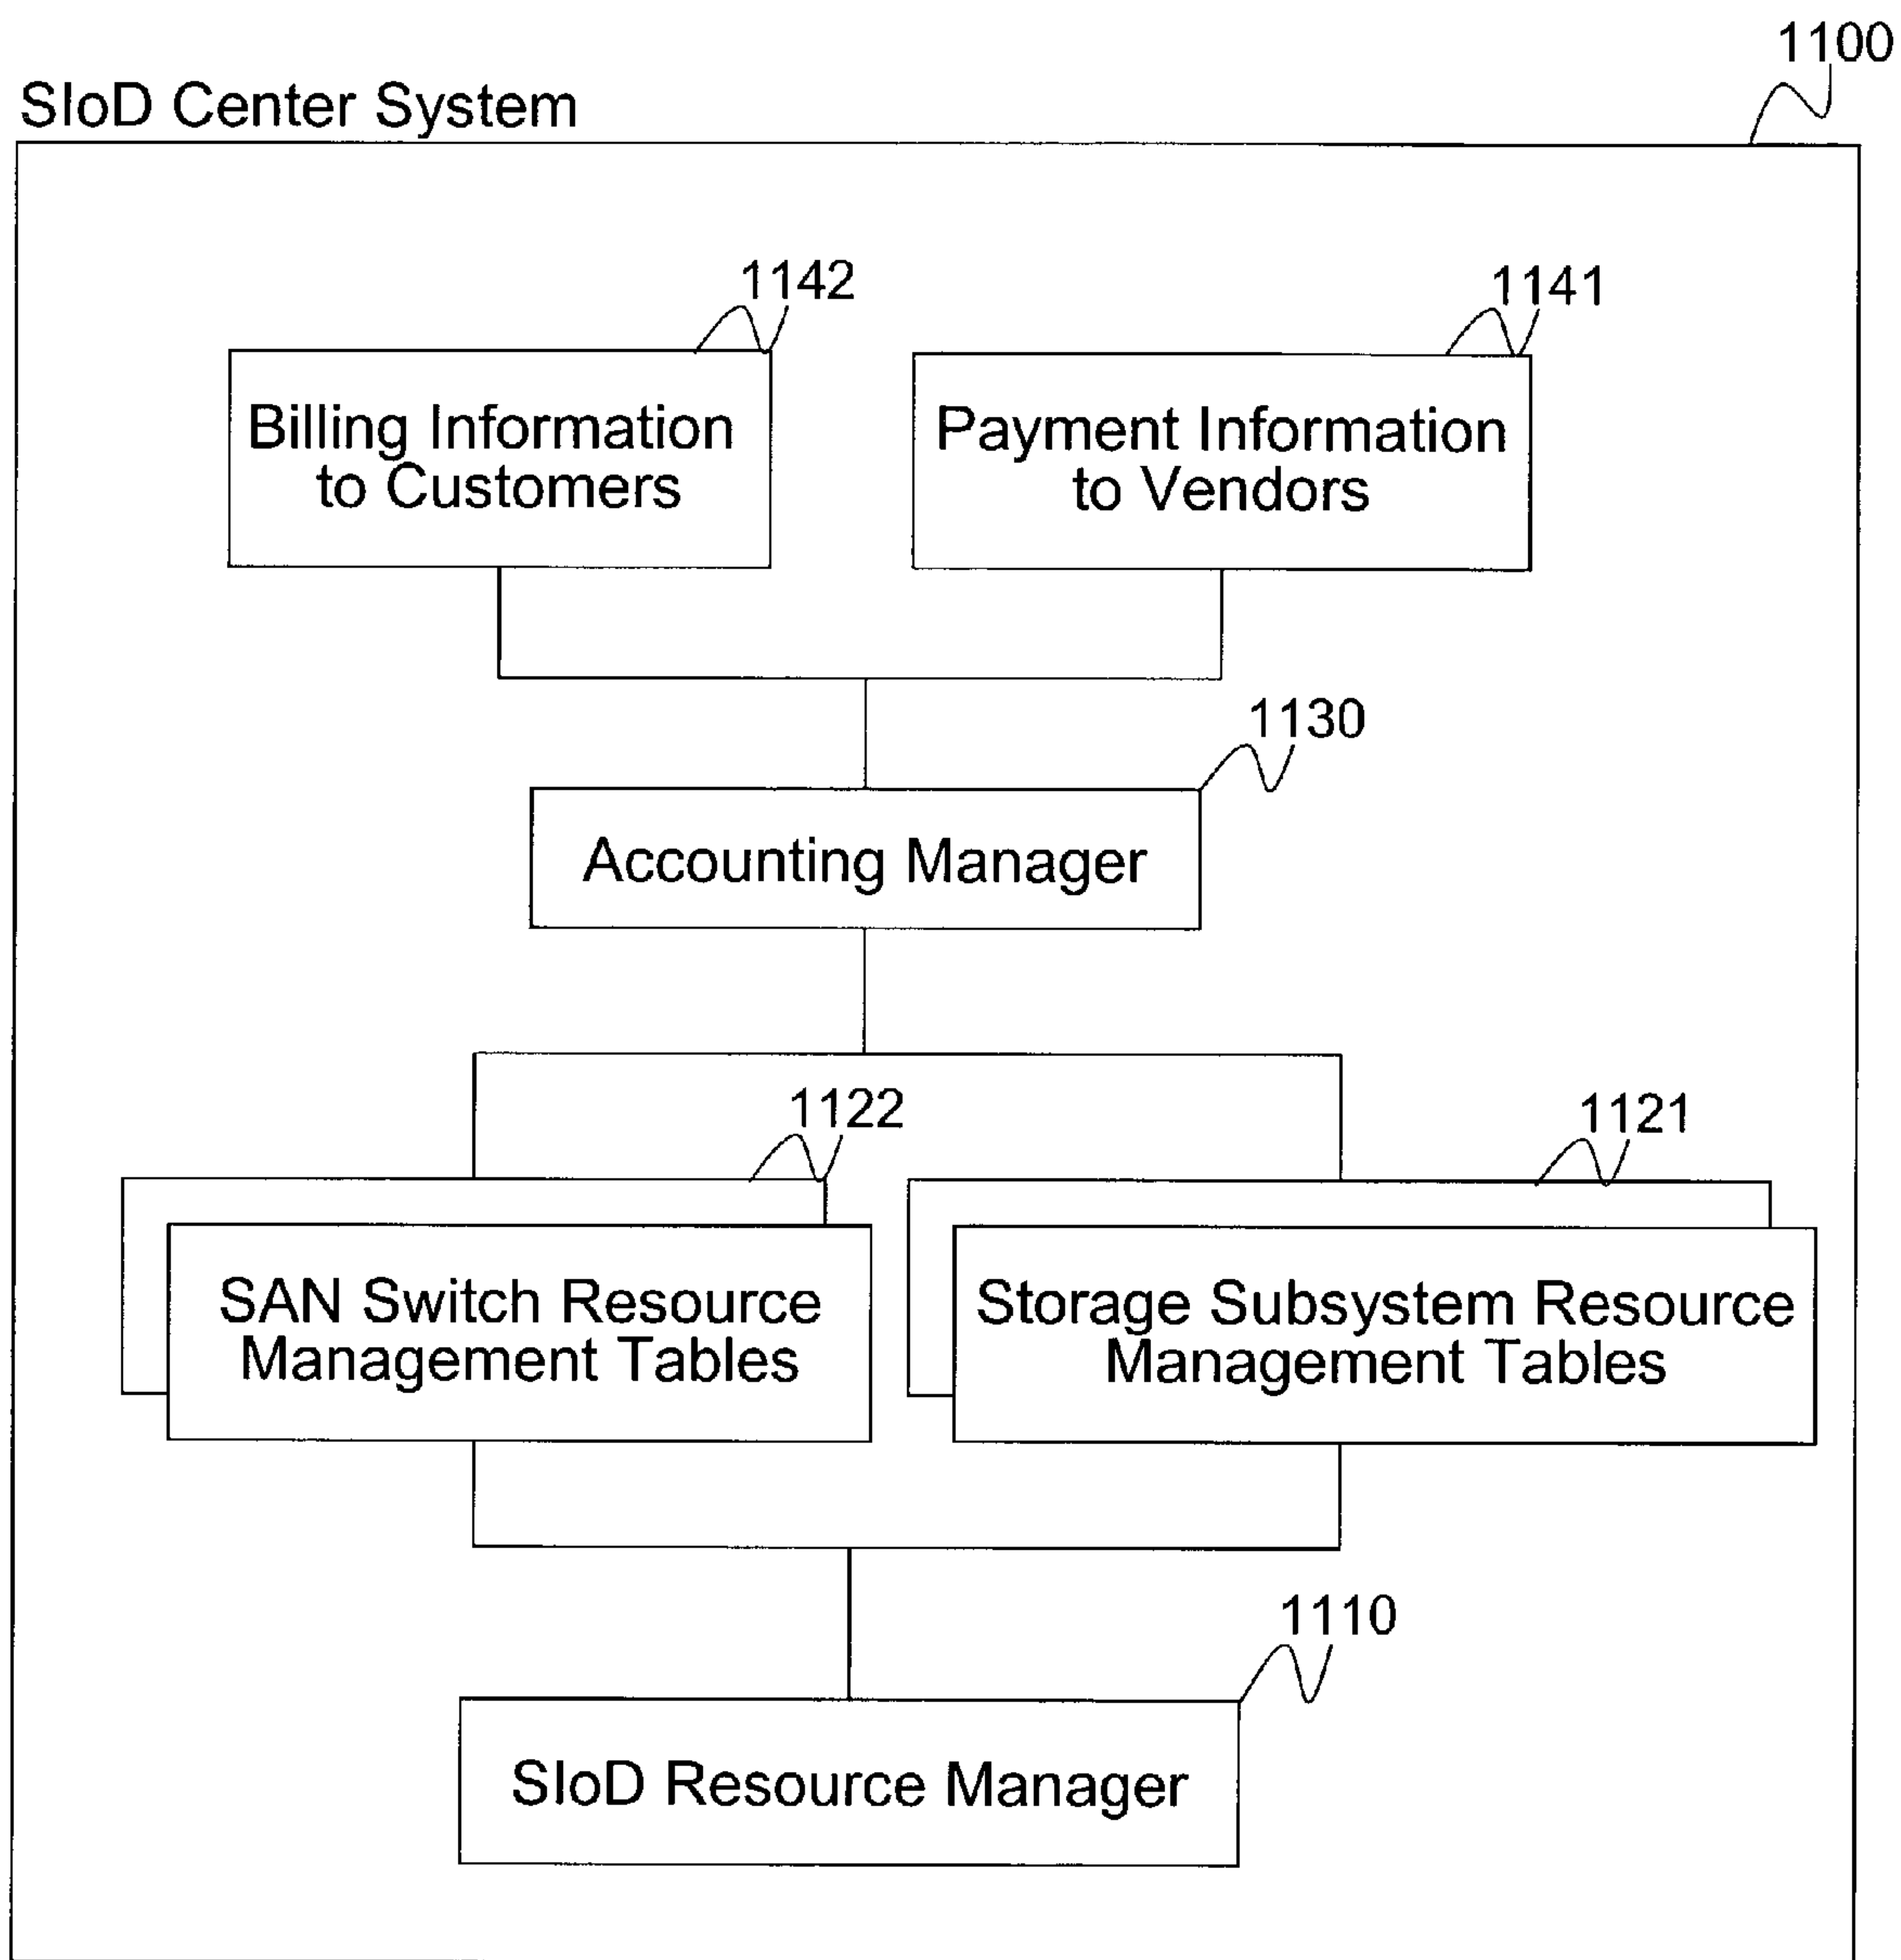 1100
SIoD Center System
1142
1141
Billing Information
to Customers
Payment Information
to Vendors
1130
Accounting Manager
1122
1121
SAN Switch Resource
Management Tables
Storage Subsystem Resource
Management Tables
1110
SIoD Resource Manager